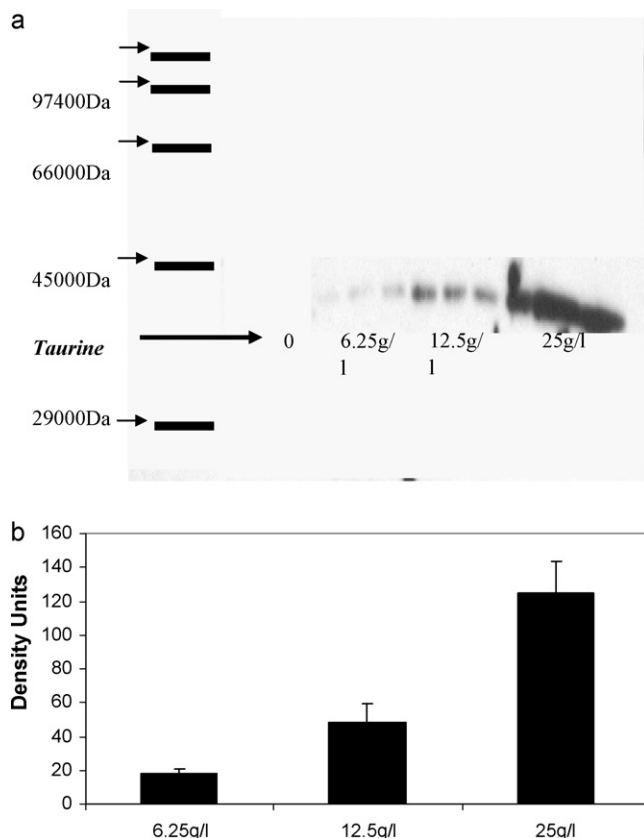 a
97400Da
66000Da
45000Da
Taurine
0 6.25g/ 12.5g/ 25g/l
l l
29000Da
b
Density Units
160
140
120
100
80
60
40
20
0
6.25g/l 12.5g/l 25g/l